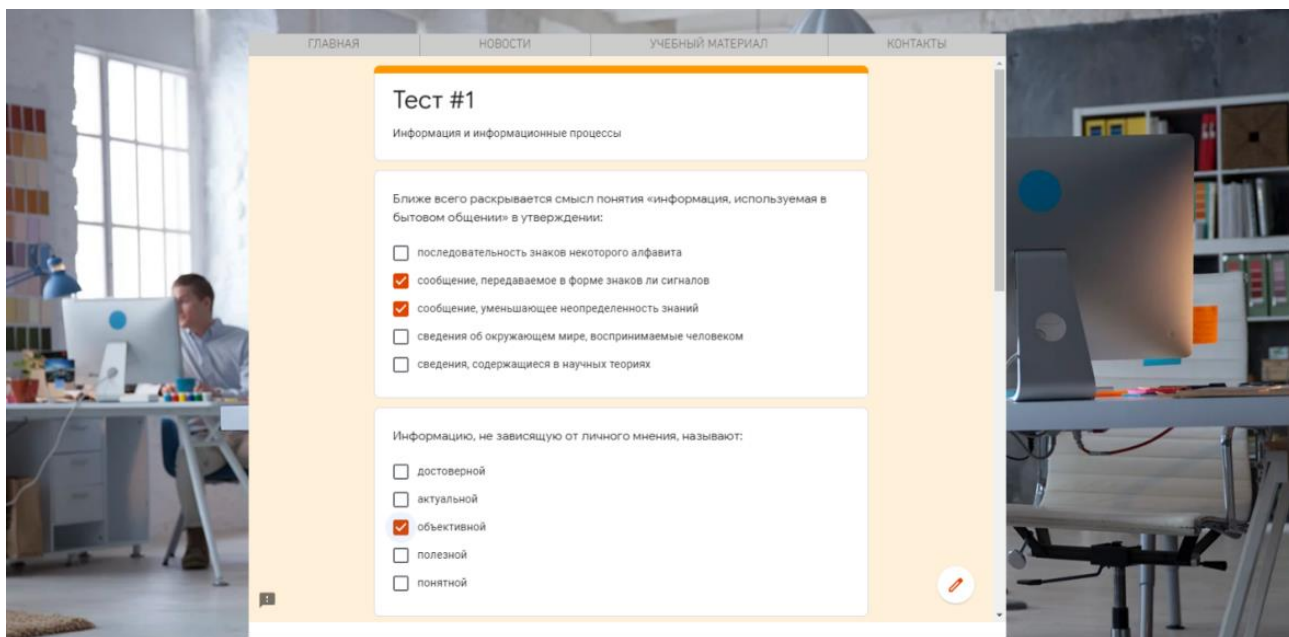 ГЛАВНАЯ НОВОСТИ УЧЕБНЫЙ МАТЕРИАЛ КОНТАКТЫ
Тест #1
Информация и информационные процессы
Ближе всего раскрывается смысл понятия «информация, используемая в
бытовом общении» в утверждении:
последовательность знаков некоторого алфавита
сообщение, передаваемое в форме знаков ли сигналов
сообщение, уменьшающее неопределенность знаний
сведения об окружающем мире, воспринимаемые человеком
сведения, содержащиеся в научных теориях
Информацию, не зависящую от личного мнения, называют:
достоверной
актуальной
объективной
полезной
понятной